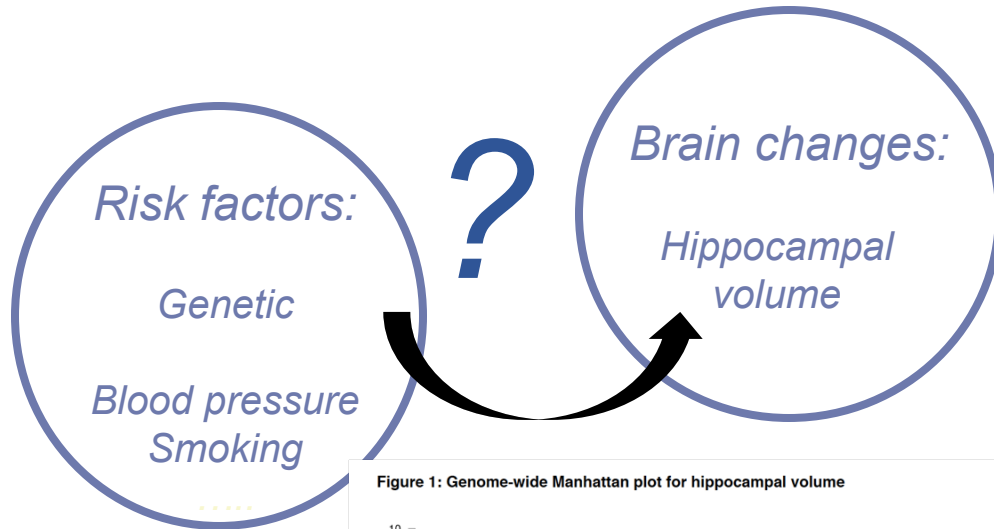 Risk factors:
Genetic
Blood pressure
Smoking
.....
?
Brain changes:
Hippocampal
volume
Figure 1: Genome-wide Manhattan plot for hippocampal volume
10